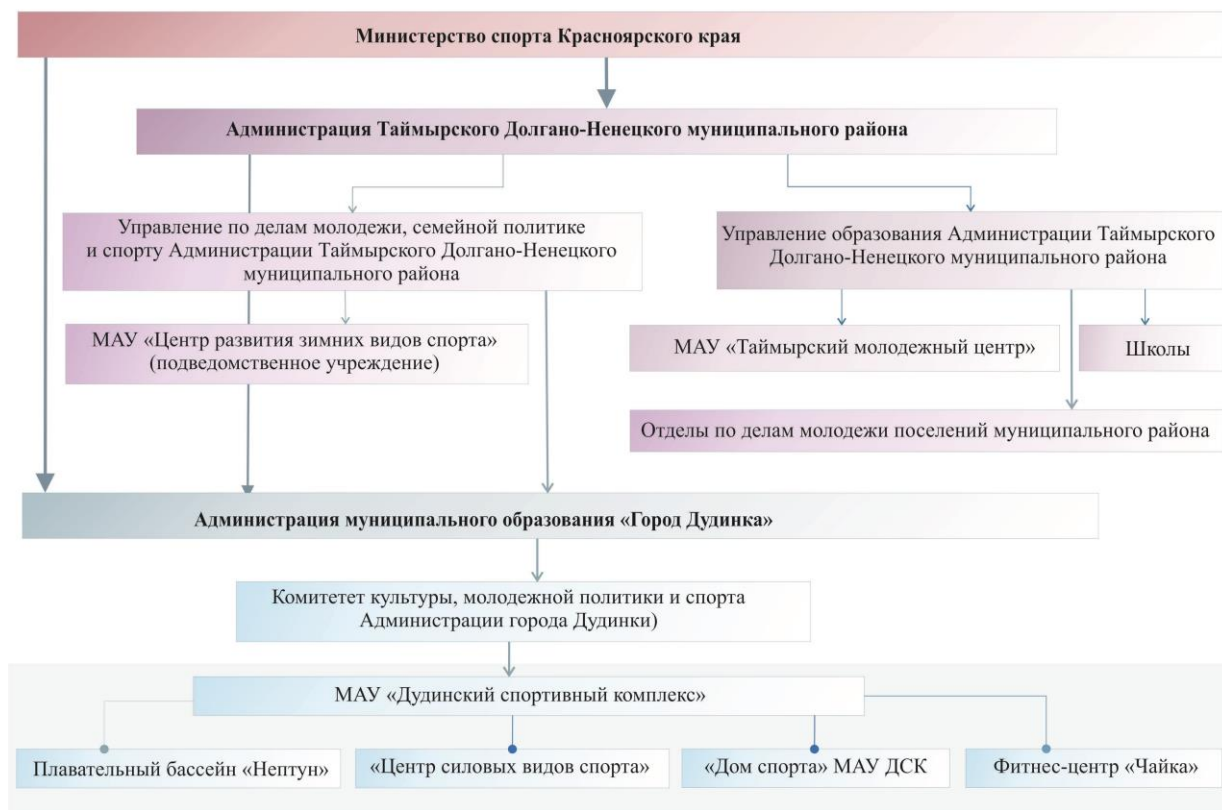 Министерство спорта Красноярского края
Администрация Таймырского Долгано-Ненецкого муниципального района
Управление по делам молодежи, семейной политике
и спорту Администрации Таймырского Долгано-Ненецкого
муниципального района
Управление образования Администрации Таймырского
Долгано-Ненецкого муниципального района
МАУ «Центр развития зимних видов спорта»
(подведомственное учреждение)
МАУ «Таймырский молодежный центр»
Школы
Отделы по делам молодежи поселений муниципального района
Администрация муниципального образования «Город Дудинка»
Комитетет культуры, молодежной политики и спорта
Администрации города Дудинки)
МАУ «Дудинский спортивный комплекс»
Плавательный бассейн «Нептун»
«Центр силовых видов спорта»
«Дом спорта» МАУ ДСК
Фитнес-центр «Чайка»